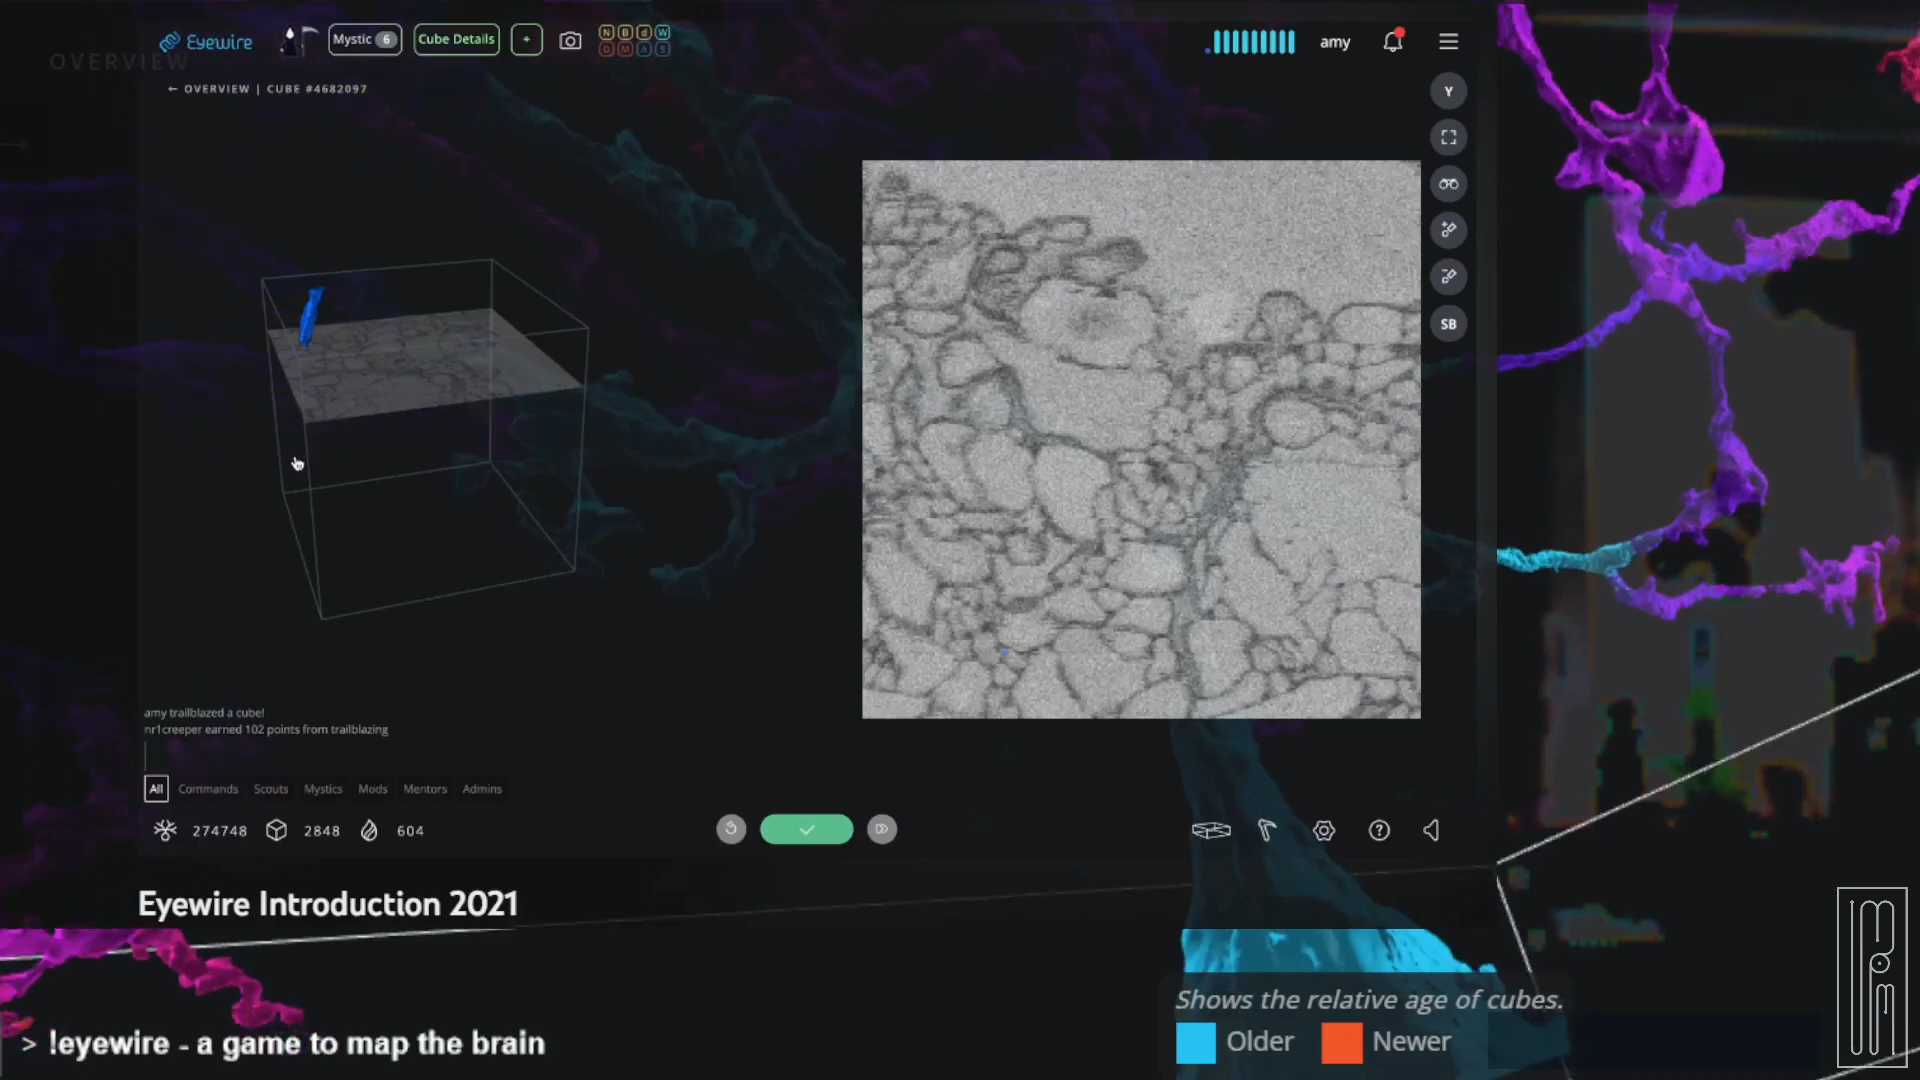 OVERVIEW
Eyewire
Mystic 6
Cube Details
+
N B d W
D M A S
amy
← OVERVIEW | CUBE #4682097
Y
SB
amy trailblazed a cube!
nr1creeper earned 102 points from trailblazing
All Commands Scouts Mystics Mods Mentors Admins
274748 2848 604
?
Eyewire Introduction 2021
> !eyewire - a game to map the brain
Shows the relative age of cubes.
Older Newer